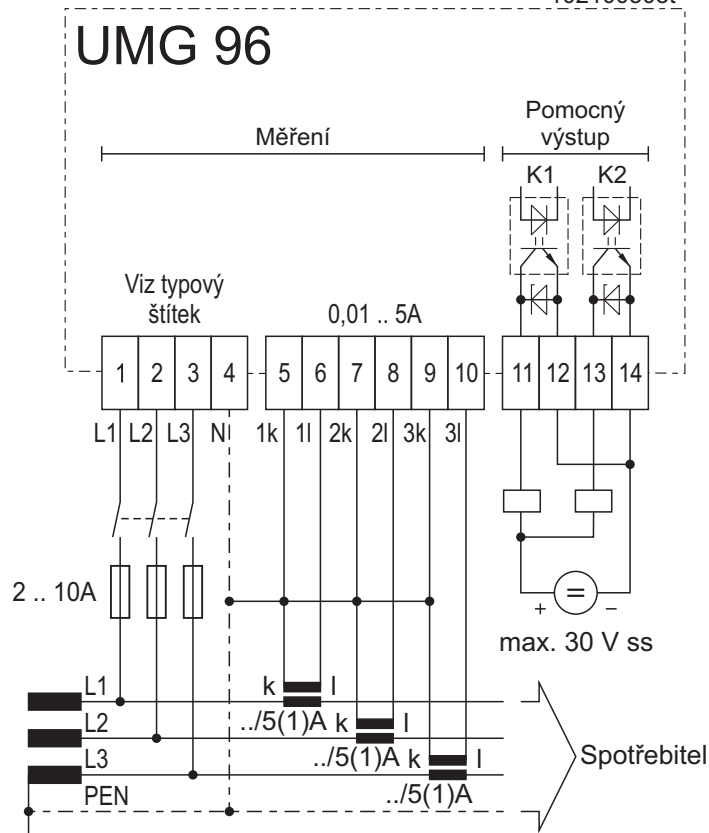 UMG 96
Měření
Pomocný
výstup
K1 K2
Viz typový
štítek
0,01 .. 5A
1 2 3 4 5 6 7 8 9 10 11 12 13 14
L1 L2 L3 N 1k 1l 2k 2l 3k 3l
2 .. 10A
+ = −
max. 30 V ss
L1 k l
../5(1)A
L2 k l
../5(1)A
L3 k l
../5(1)A
PEN
Spotřebitel